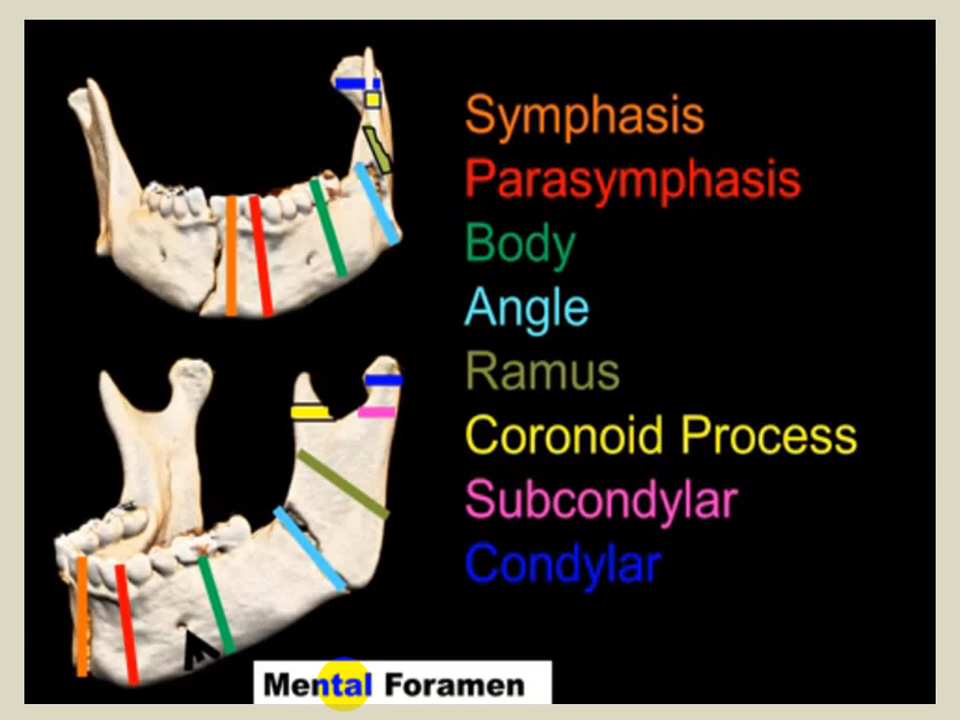 Symphasis
Parasymphasis
Body
Angle
Ramus
Coronoid Process
Subcondylar
Condylar
Mental Foramen